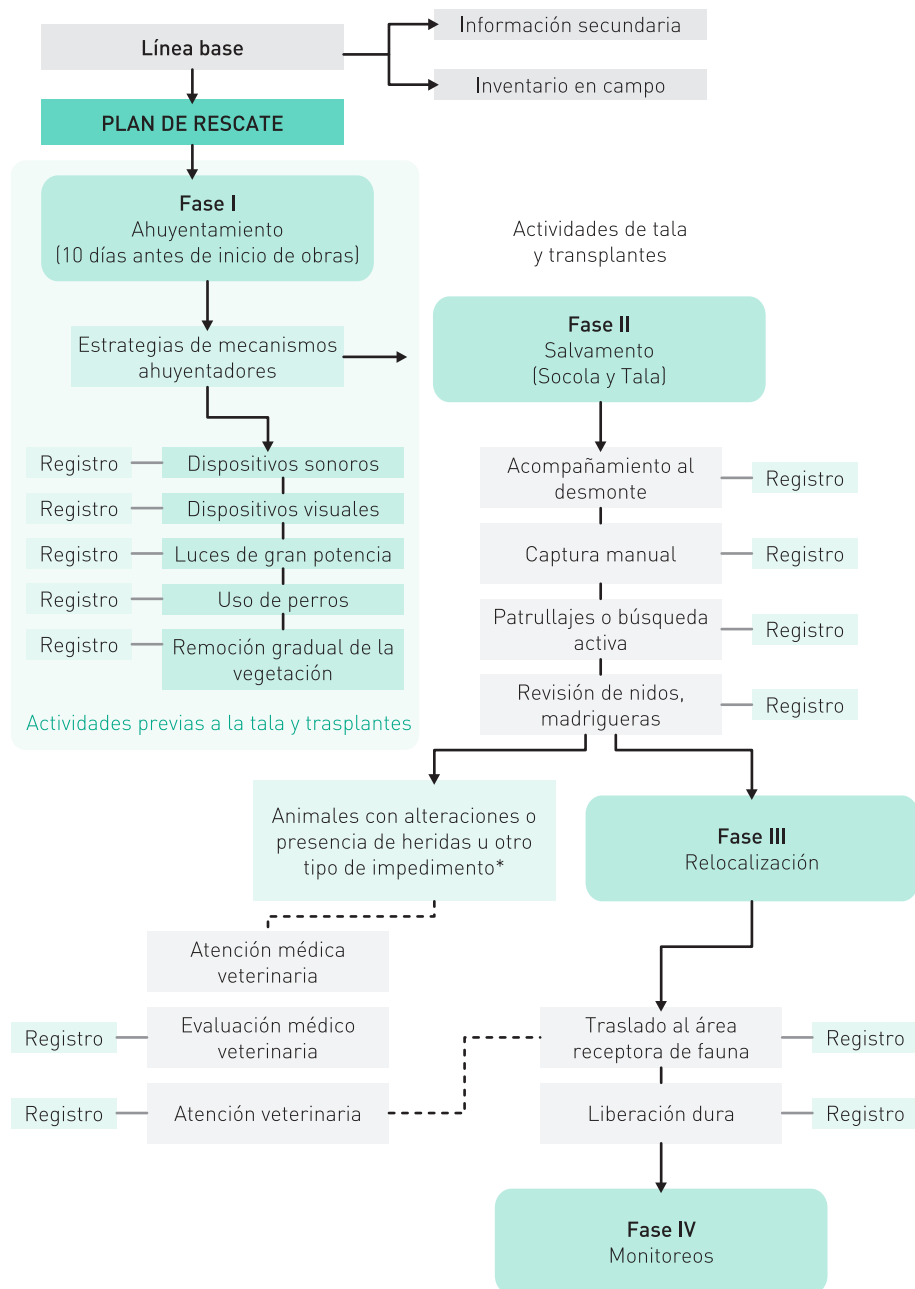 Línea base
Información secundaria
Inventario en campo
PLAN DE RESCATE
Fase I
Ahuyentamiento
(10 días antes de inicio de obras)
Estrategias de mecanismos
ahuyentadores
Registro
Dispositivos sonoros
Registro
Dispositivos visuales
Registro
Luces de gran potencia
Registro
Uso de perros
Registro
Remoción gradual de la
vegetación
Actividades previas a la tala y trasplantes
Actividades de tala
y transplantes
Fase II
Salvamento
(Socola y Tala)
Acompañamiento al
desmonte
Registro
Captura manual
Registro
Patrullajes o búsqueda
activa
Registro
Revisión de nidos,
madrigueras
Registro
Animales con alteraciones o
presencia de heridas u otro
tipo de impedimento*
Atención médica
veterinaria
Registro
Evaluación médico
veterinaria
Registro
Atención veterinaria
Fase III
Relocalización
Traslado al área
receptora de fauna
Registro
Liberación dura
Registro
Fase IV
Monitoreos